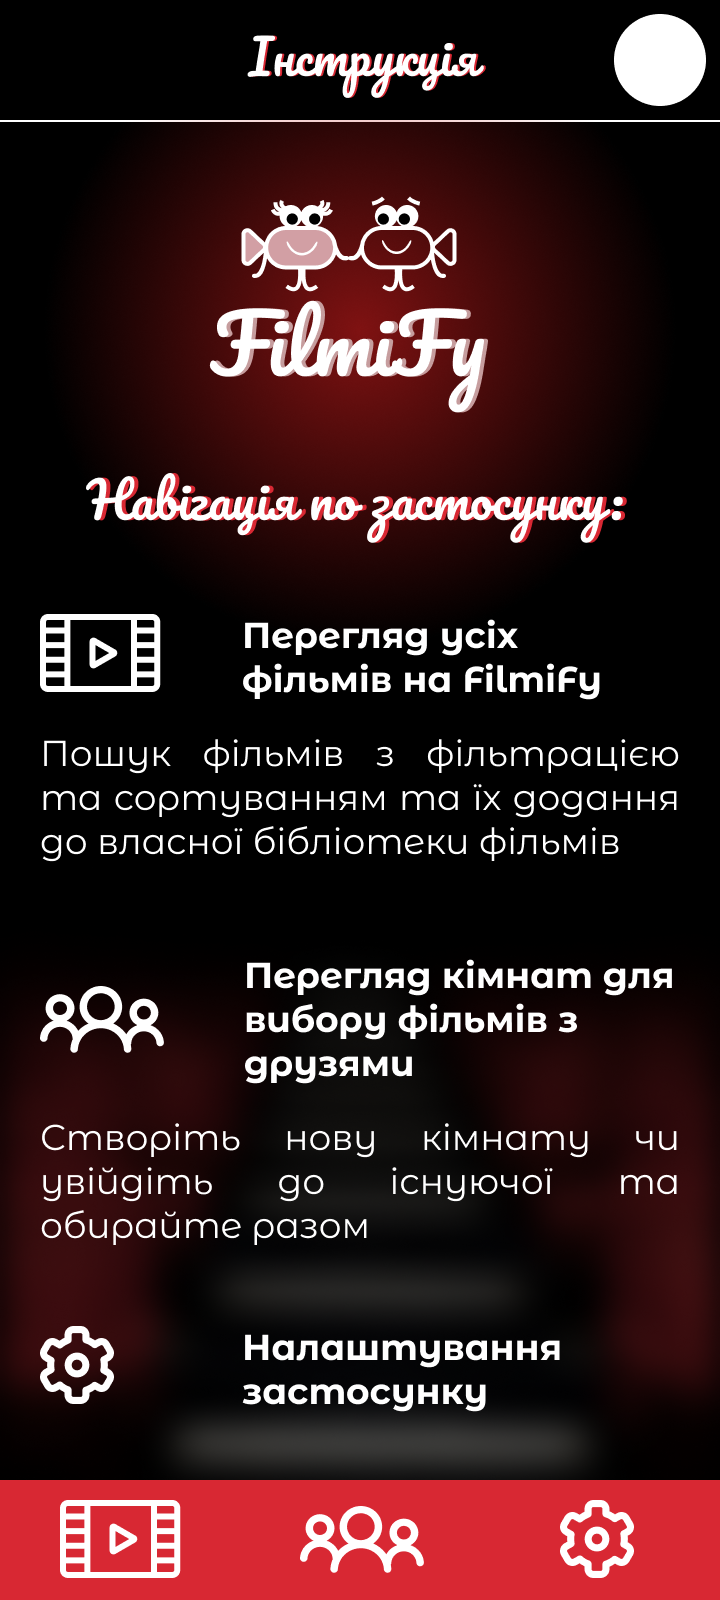 Інструкція
FilmiFy
Навігація по застосунку:
Перегляд усіх
фільмів на FilmiFy
Пошук фільмів з фільтрацією
та сортуванням та їх додання
до власної бібліотеки фільмів
Перегляд кімнат для
вибору фільмів з
друзями
Створіть нову кімнату чи
увійдіть до існуючої та
обирайте разом
Налаштування
застосунку